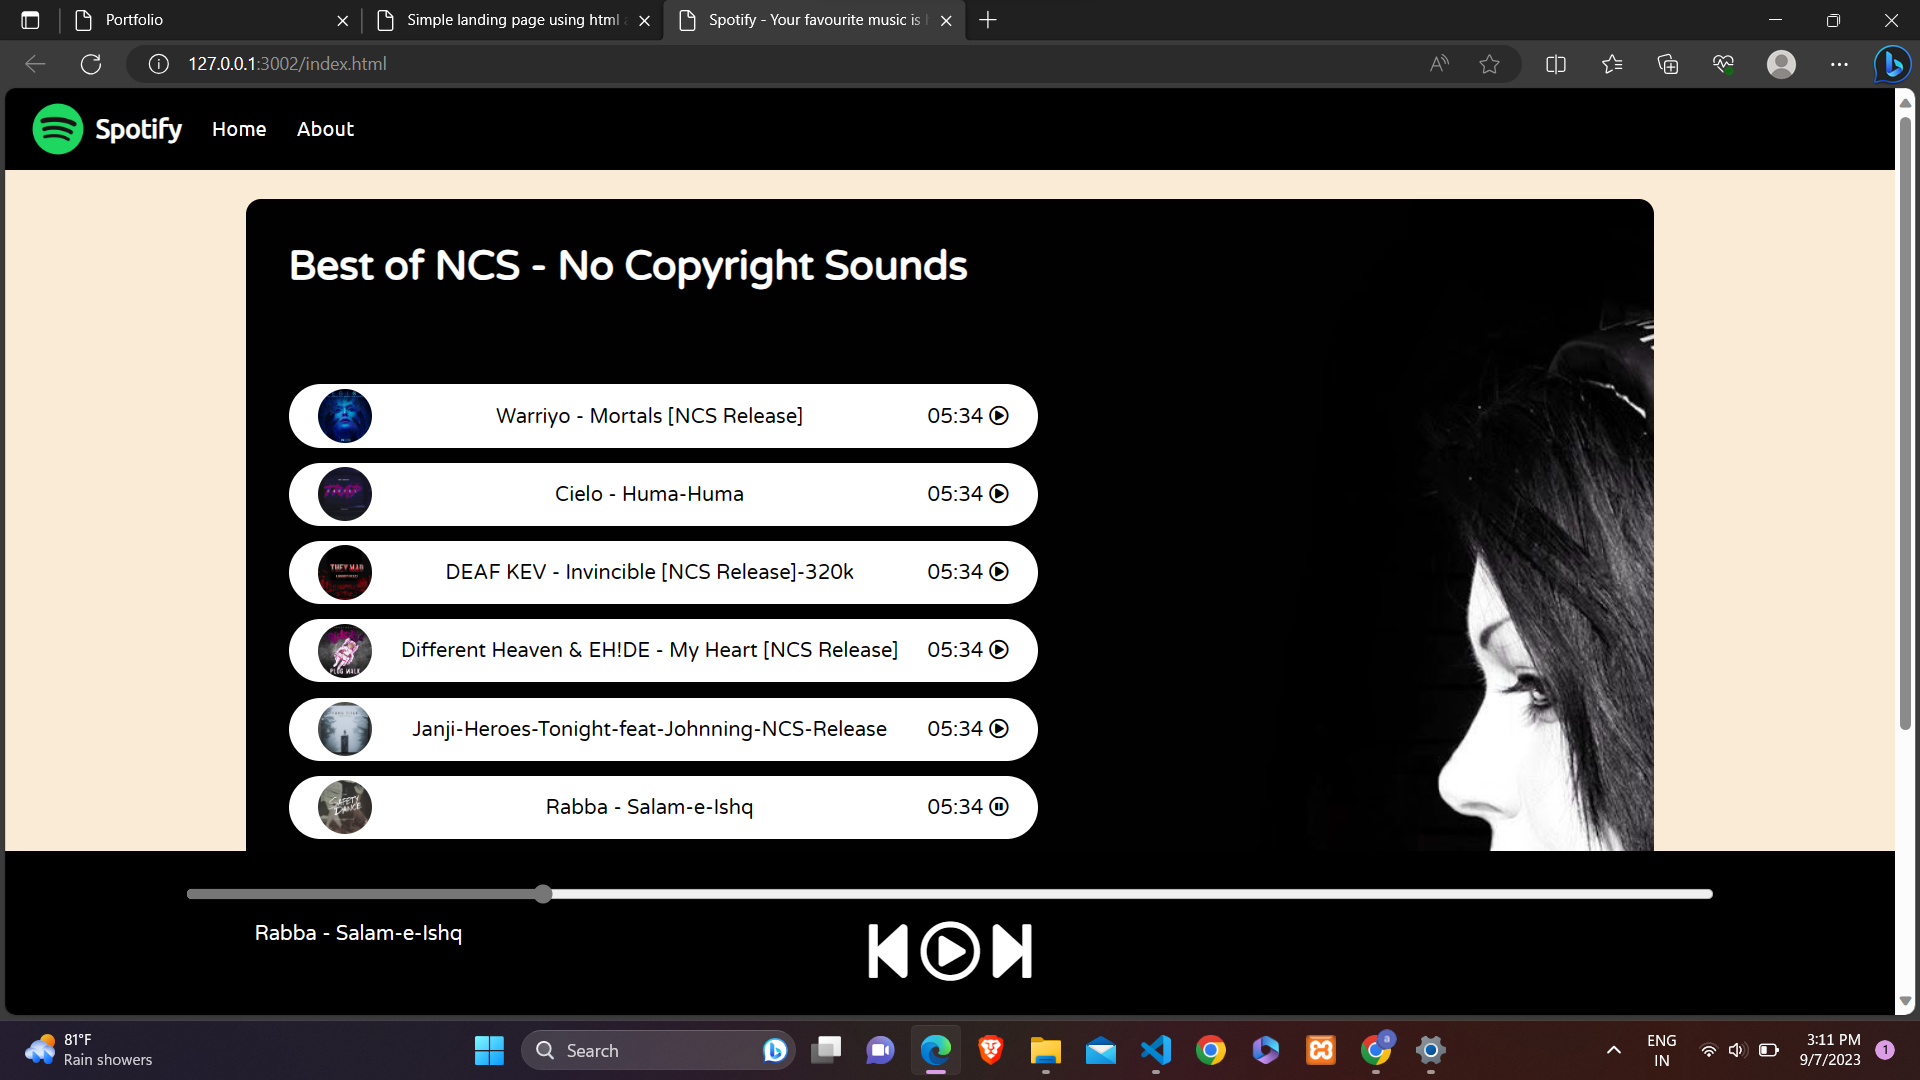 Portfolio
Simple landing page using html a
Spotify - Your favourite music is
127.0.0.1:3002/index.html
Spotify Home About
Best of NCS - No Copyright Sounds
Warriyo - Mortals [NCS Release] 05:34
Cielo - Huma-Huma 05:34
DEAF KEV - Invincible [NCS Release]-320k 05:34
Different Heaven & EH!DE - My Heart [NCS Release] 05:34
Janji-Heroes-Tonight-feat-Johnning-NCS-Release 05:34
SAFETY DANCE
Rabba - Salam-e-Ishq 05:34
Rabba - Salam-e-Ishq
81°F
Rain showers
Search
a
ENG
IN
3:11 PM
9/7/2023
1